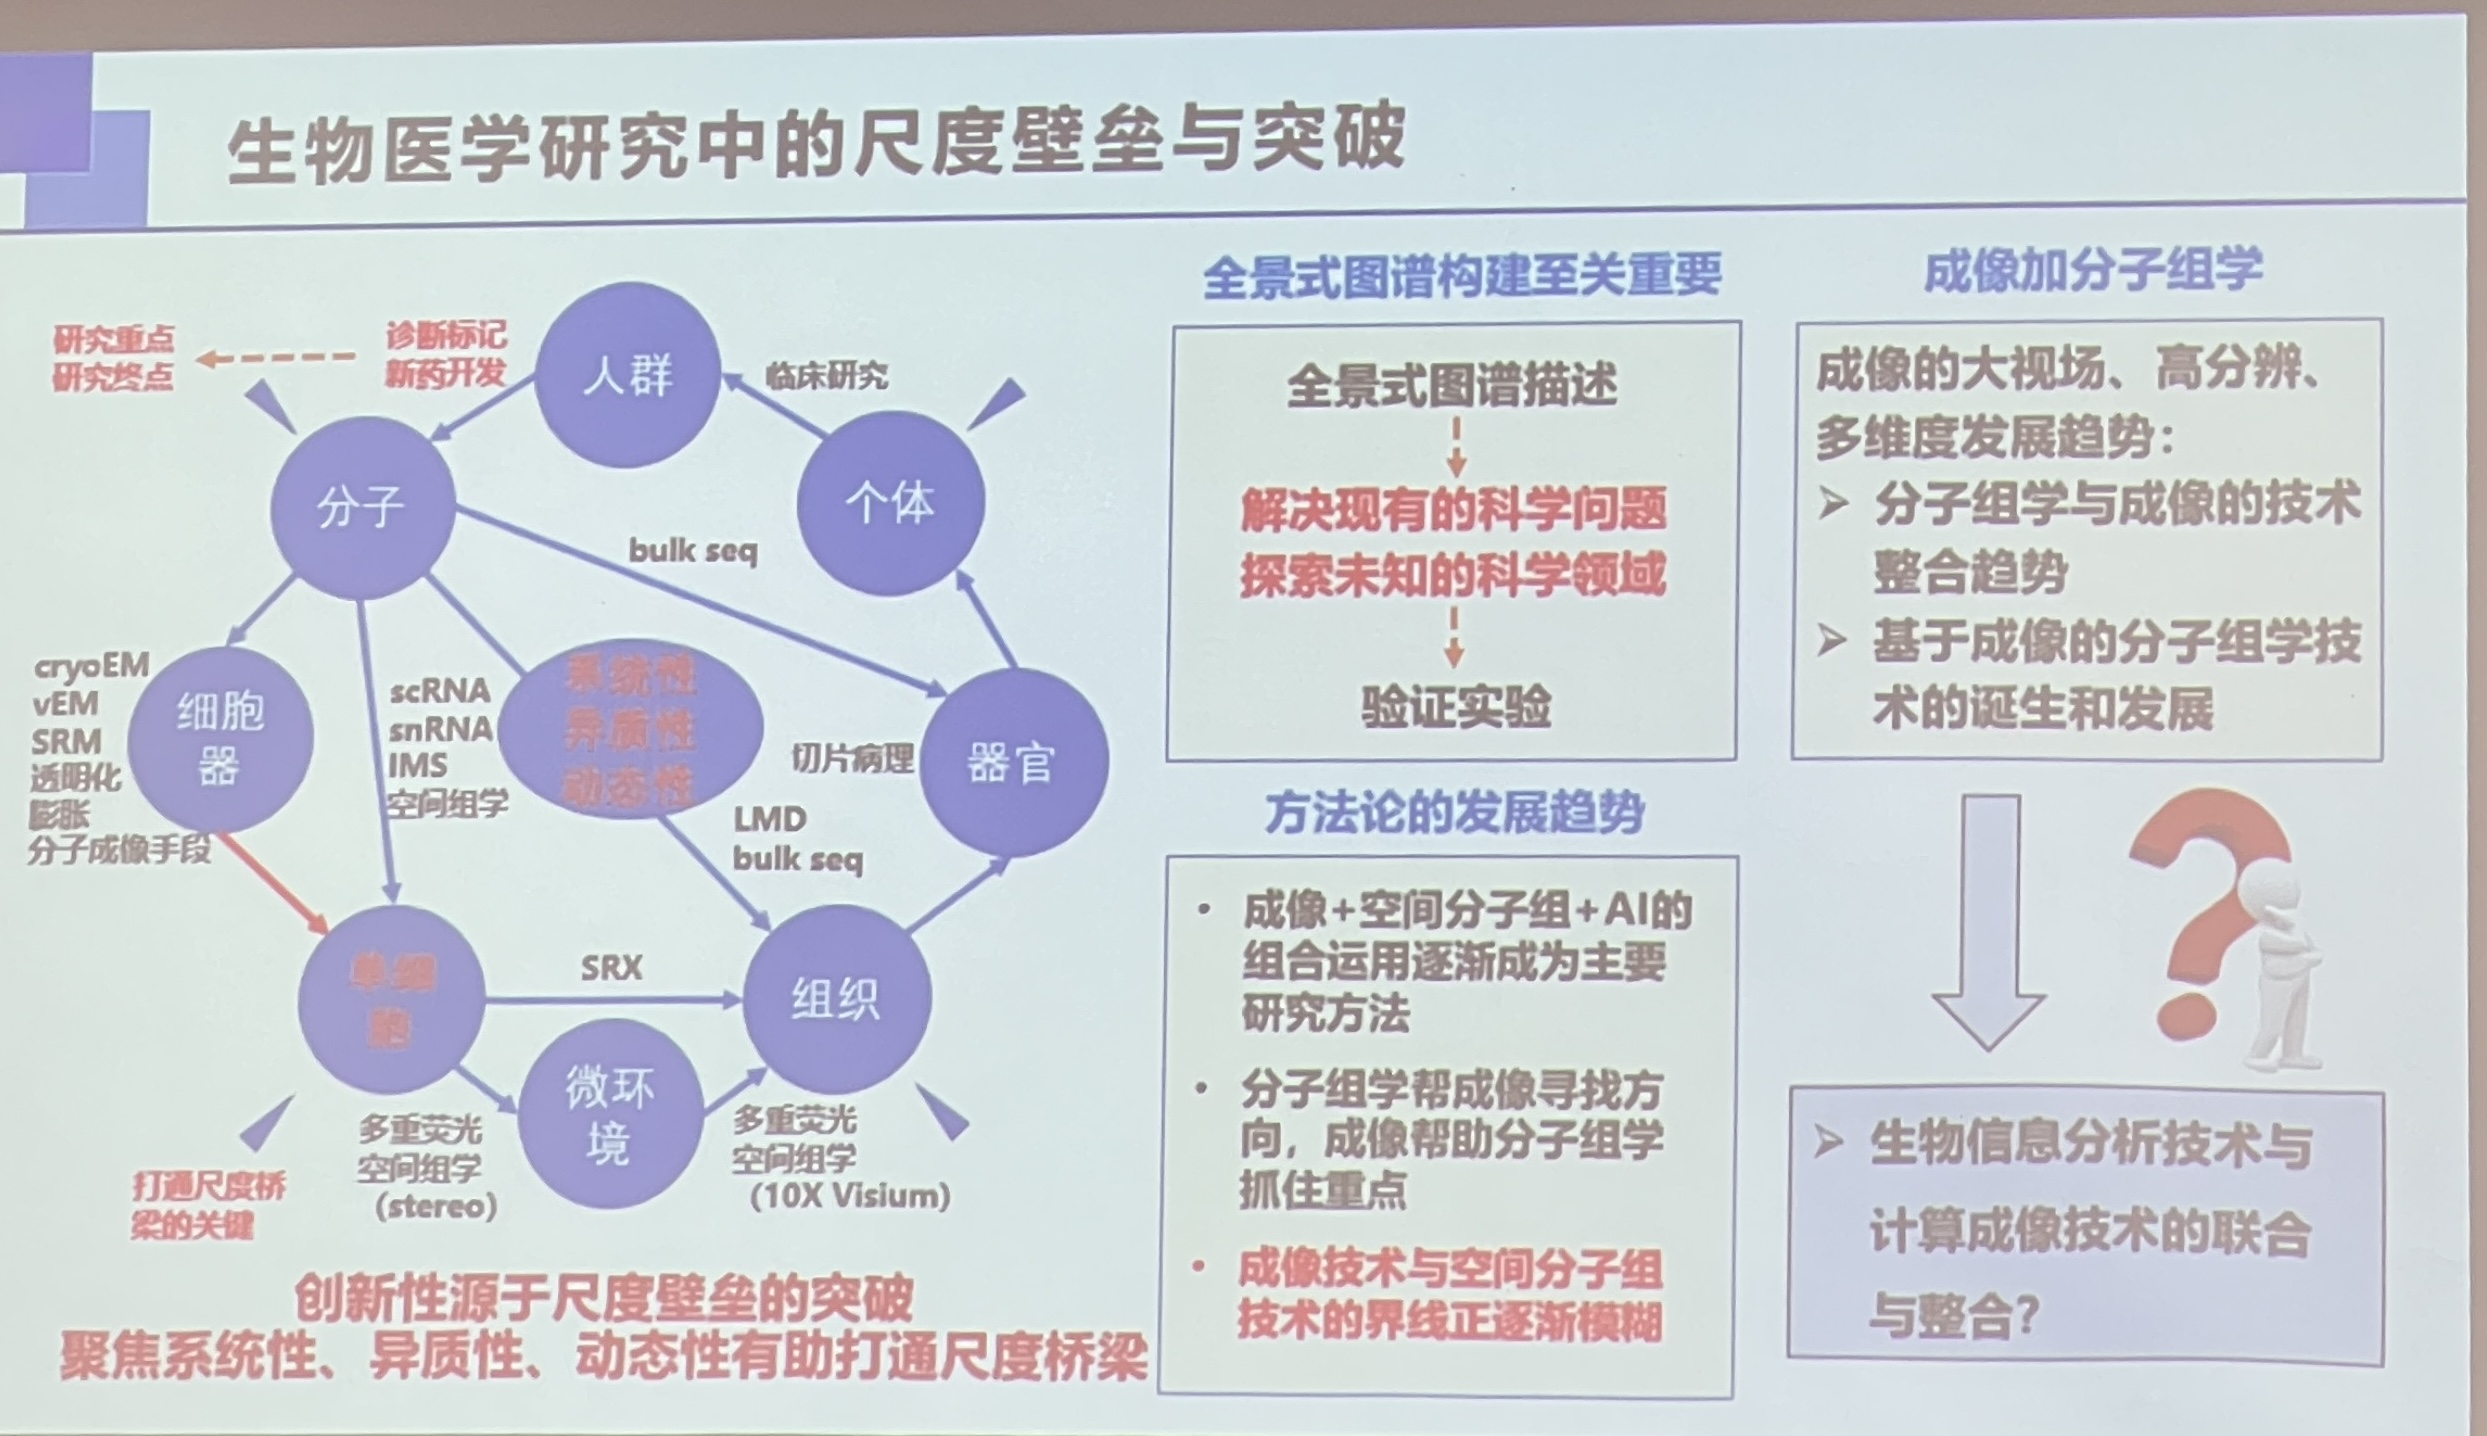 生物医学研究中的尺度壁垒与突破
研究重点
研究终点
诊断标记
新药开发
人群
临床研究
分子
个体
bulk seq
cryoEM
vEM
SRM
透明化
膨胀
分子成像手段
细胞
器
scRNA
snRNA
IMS
空间组学
系统性
异质性
动态性
切片病理
器官
LMD
bulk seq
单细
胞
SRX
组织
微环
境
多重荧光
空间组学
(stereo)
多重荧光
空间组学
(10X Visium)
打通尺度桥
梁的关键
创新性源于尺度壁垒的突破
聚焦系统性、异质性、动态性有助打通尺度桥梁
全景式图谱构建至关重要
全景式图谱描述
解决现有的科学问题
探索未知的科学领域
验证实验
方法论的发展趋势
• 成像+空间分子组+AI的
组合运用逐渐成为主要
研究方法
• 分子组学帮成像寻找方
向，成像帮助分子组学
抓住重点
• 成像技术与空间分子组
技术的界线正逐渐模糊
成像加分子组学
成像的大视场、高分辨、
多维度发展趋势：
➢ 分子组学与成像的技术
整合趋势
➢ 基于成像的分子组学技
术的诞生和发展
?
➢ 生物信息分析技术与
计算成像技术的联合
与整合?